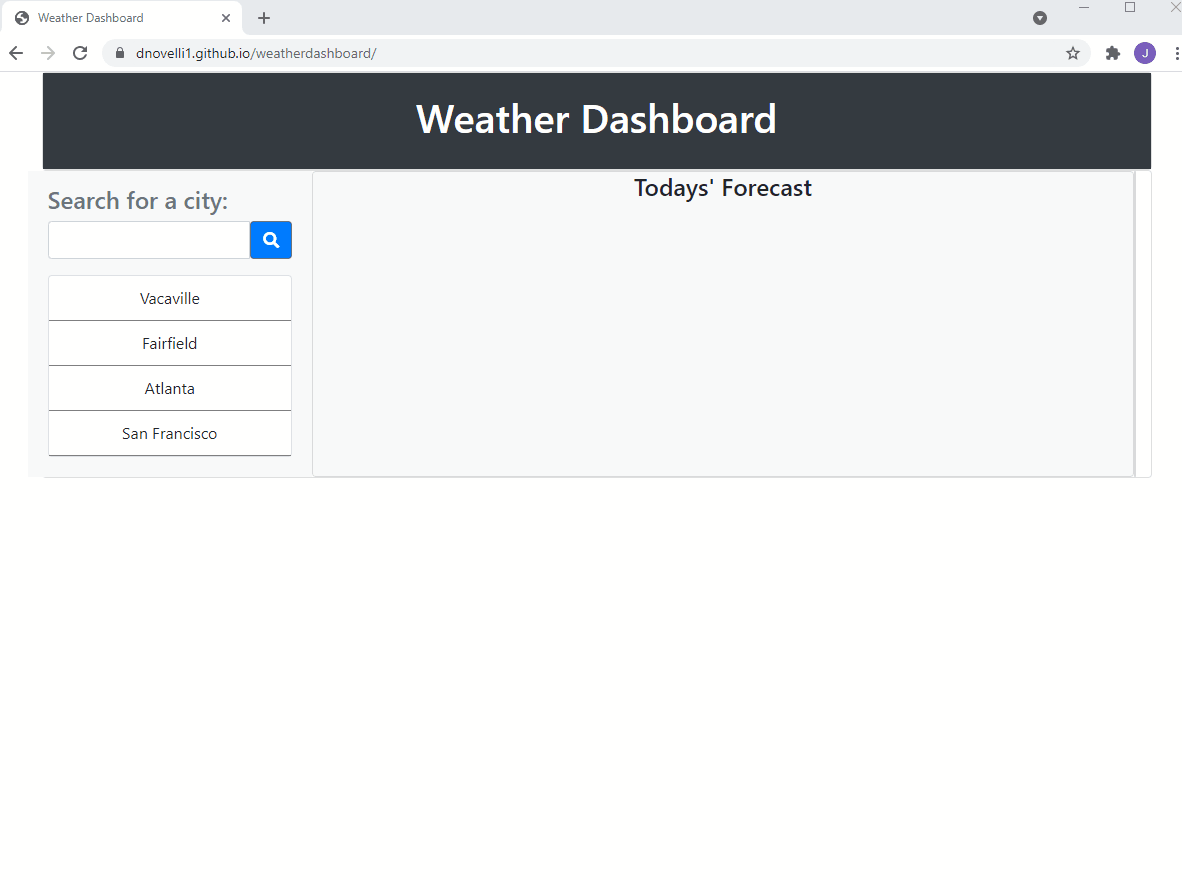 Weather Dashboard
dnovelli1.github.io/weatherdashboard/
J
Weather Dashboard
Search for a city:
Todays' Forecast
Vacaville
Fairfield
Atlanta
San Francisco